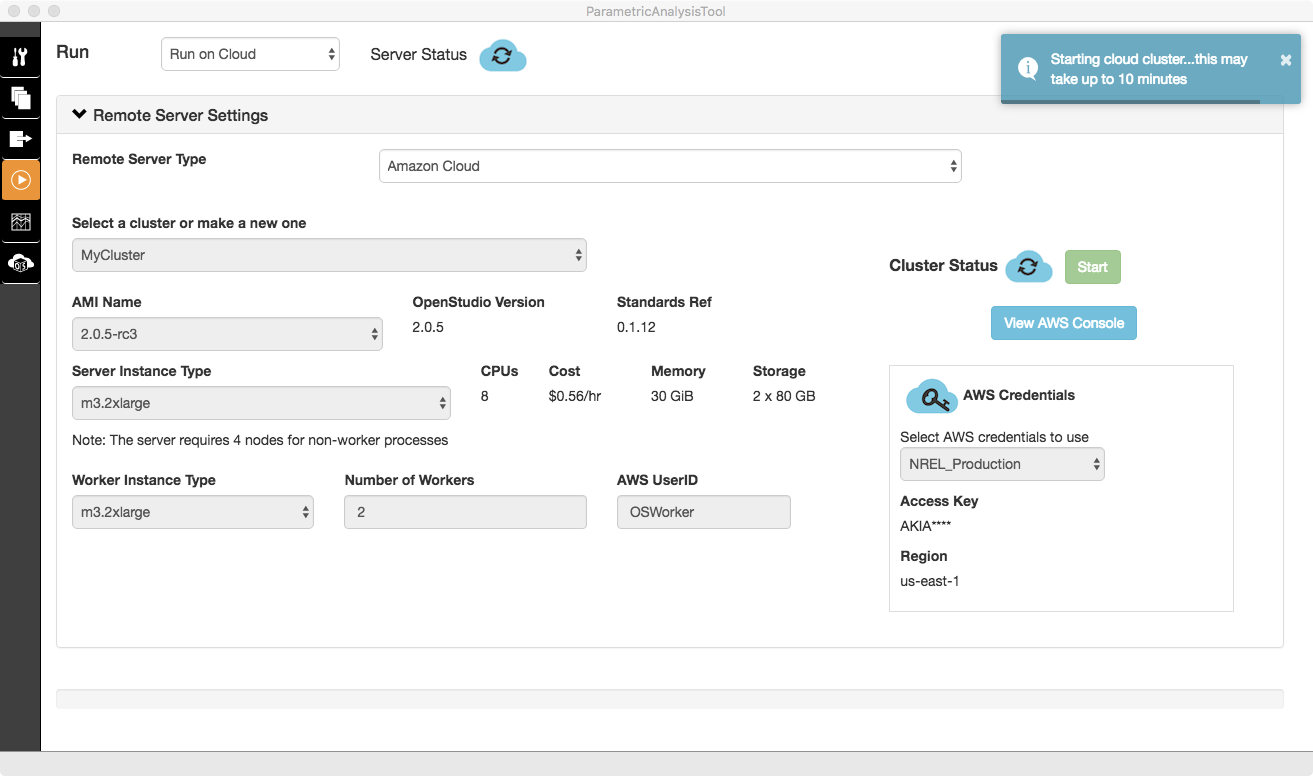 ParametricAnalysisTool
Run
Run on Cloud
Server Status
Starting cloud cluster...this may
take up to 10 minutes
Remote Server Settings
Remote Server Type
Amazon Cloud
Select a cluster or make a new one
MyCluster
Cluster Status
Start
AMI Name
OpenStudio Version
Standards Ref
2.0.5-rc3
2.0.5
0.1.12
View AWS Console
Server Instance Type
CPUs
Cost
Memory
Storage
m3.2xlarge
8
$0.56/hr
30 GiB
2 x 80 GB
Note: The server requires 4 nodes for non-worker processes
AWS Credentials
Select AWS credentials to use
NREL_Production
Worker Instance Type
Number of Workers
AWS UserID
m3.2xlarge
2
OSWorker
Access Key
AKIA****
Region
us-east-1